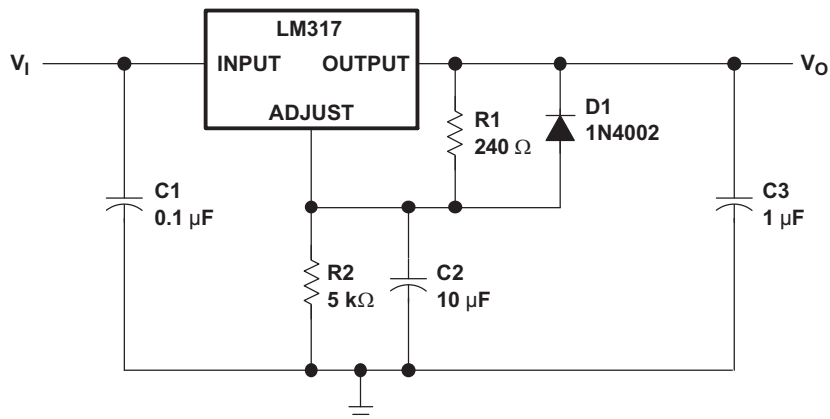 LM317
V_I
INPUT
OUTPUT
V_O
ADJUST
R1
240 Ω
D1
1N4002
C1
0.1 µF
C3
1 µF
R2
5 kΩ
C2
10 µF